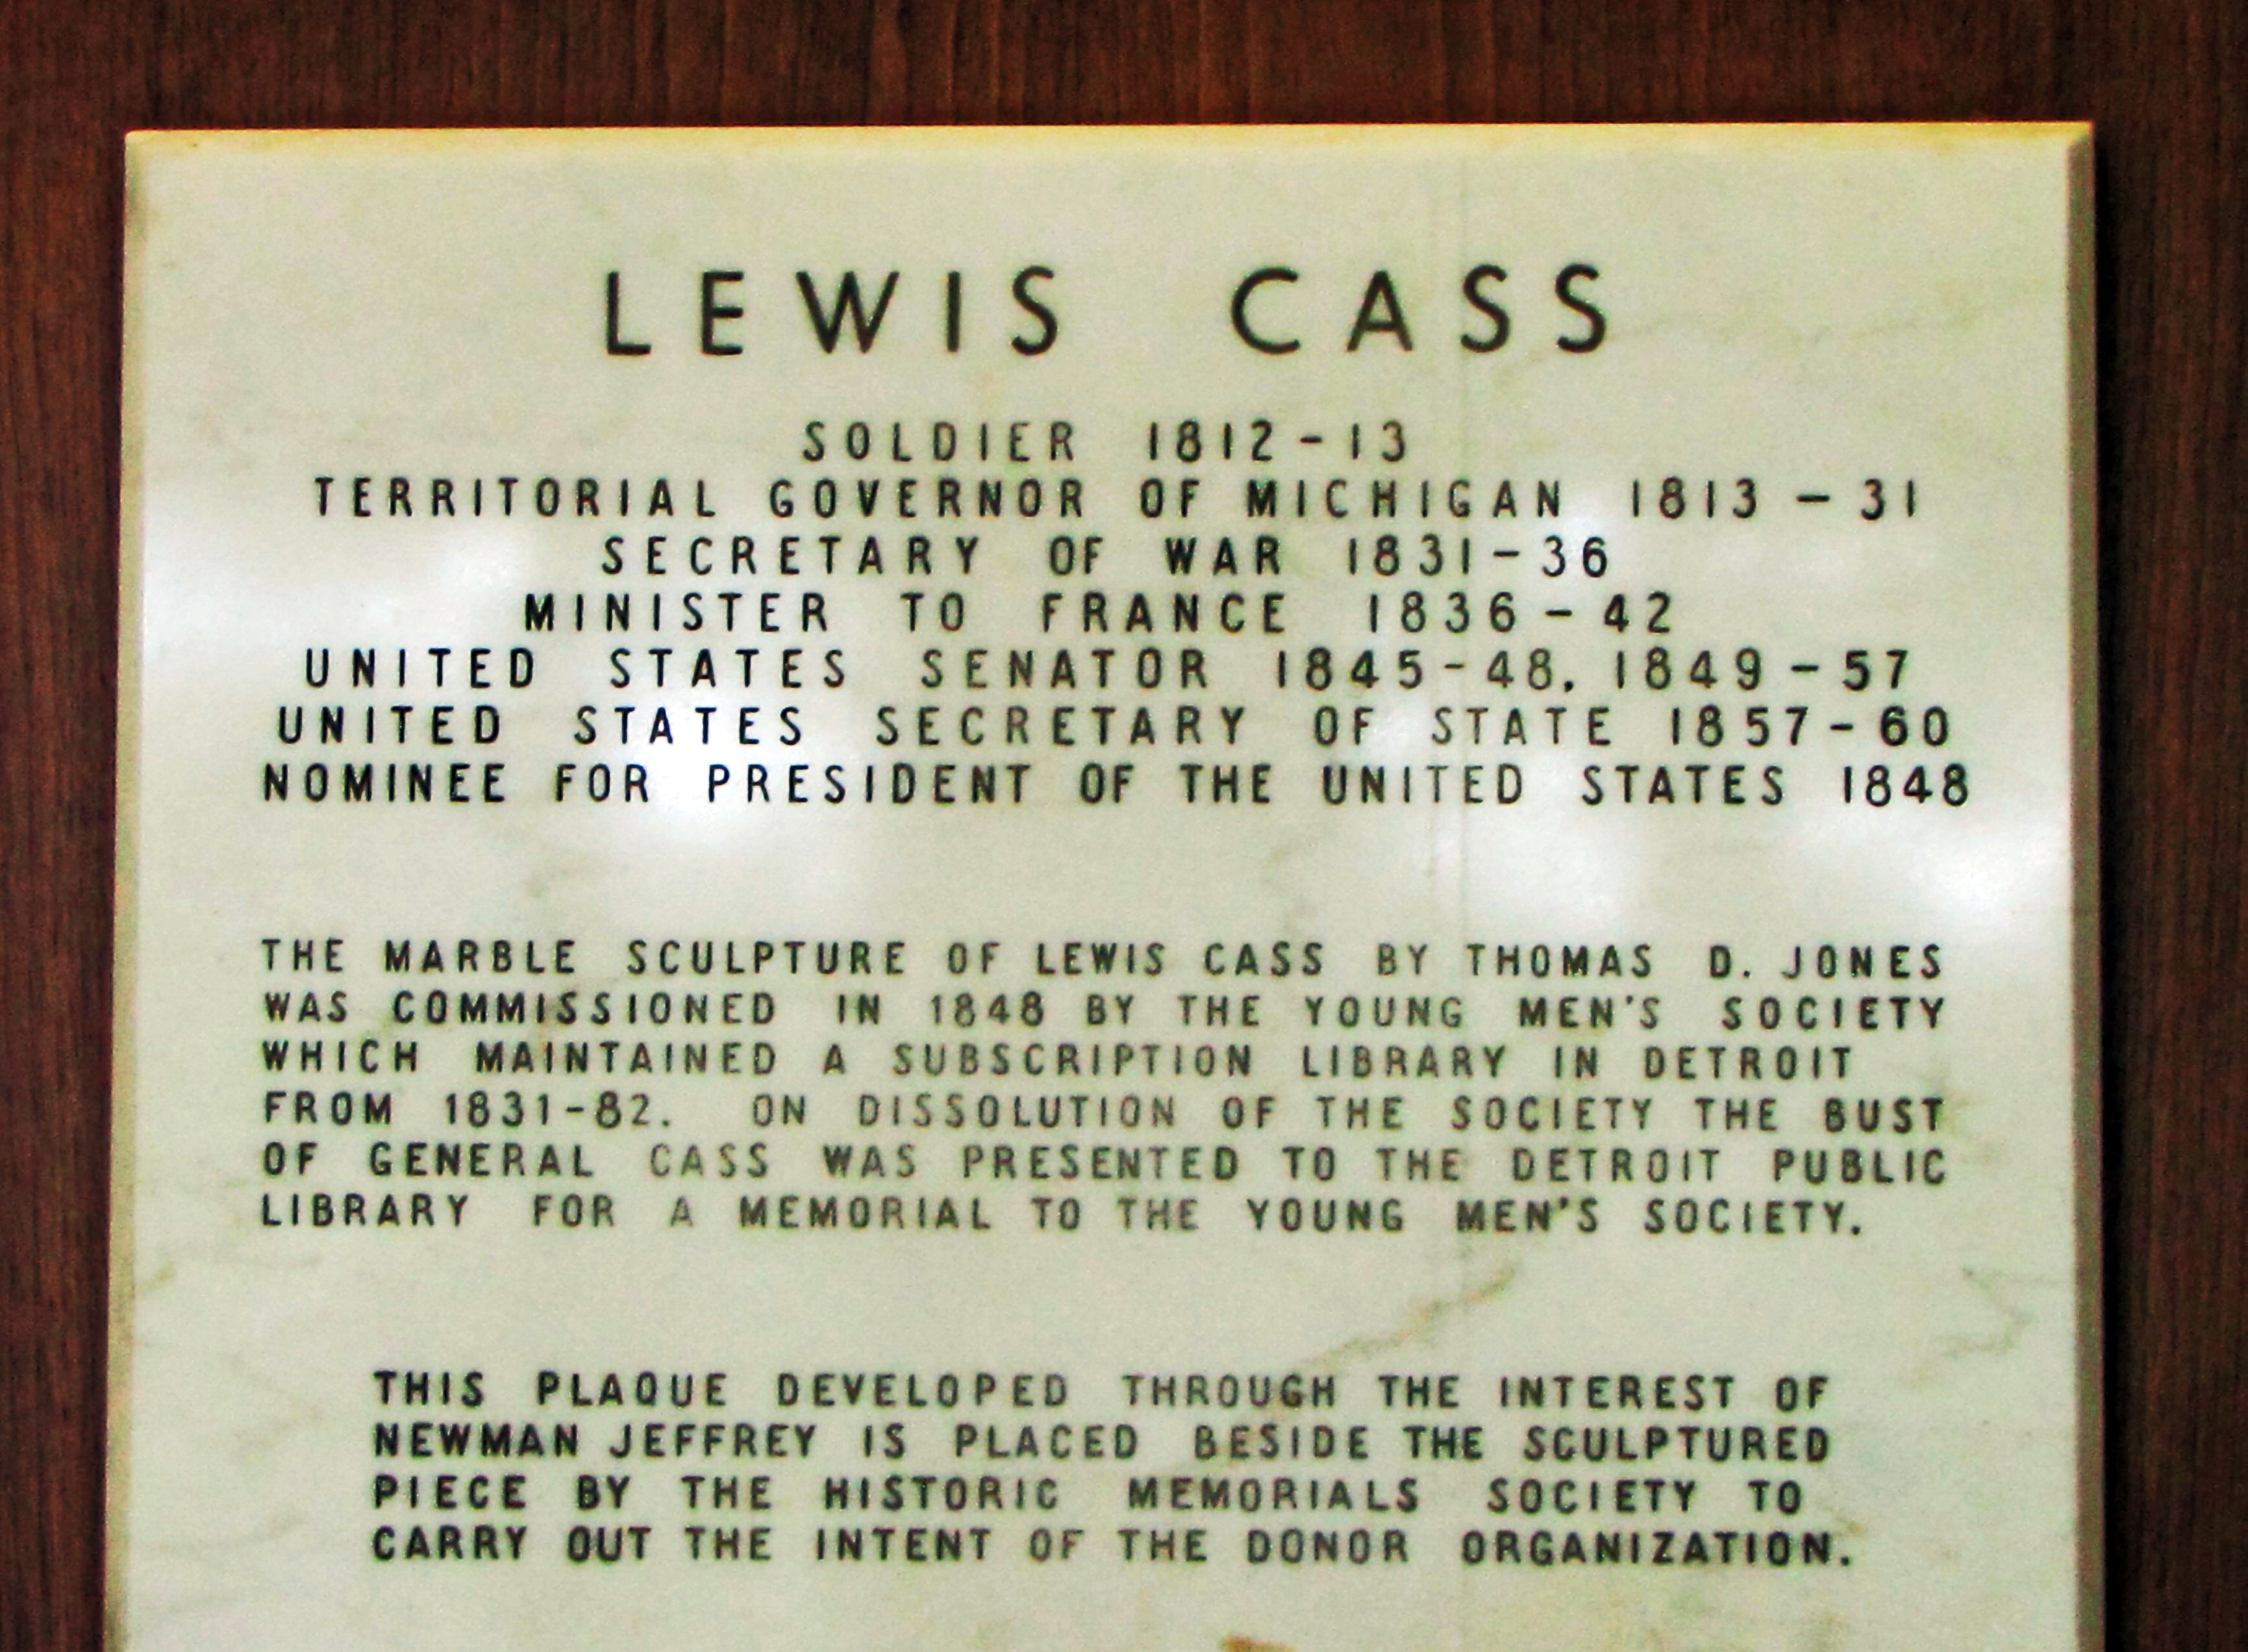 LEWIS CASS
SOLDIER 1812-13
TERRITORIAL GOVERNOR OF MICHIGAN 1813-31
SECRETARY OF WAR 1831-36
MINISTER TO FRANCE 1836-42
UNITED STATES SENATOR 1845-48, 1849-57
UNITED STATES SECRETARY OF STATE 1857-60
NOMINEE FOR PRESIDENT OF THE UNITED STATES 1848
THE MARBLE SCULPTURE OF LEWIS CASS BY THOMAS D. JONES
WAS COMMISSIONED IN 1848 BY THE YOUNG MEN'S SOCIETY
WHICH MAINTAINED A SUBSCRIPTION LIBRARY IN DETROIT
FROM 1831-82. ON DISSOLUTION OF THE SOCIETY THE BUST
OF GENERAL CASS WAS PRESENTED TO THE DETROIT PUBLIC
LIBRARY FOR A MEMORIAL TO THE YOUNG MEN'S SOCIETY.
THIS PLAQUE DEVELOPED THROUGH THE INTEREST OF
NEWMAN JEFFREY IS PLACED BESIDE THE SCULPTURED
PIECE BY THE HISTORIC MEMORIALS SOCIETY TO
CARRY OUT THE INTENT OF THE DONOR ORGANIZATION.